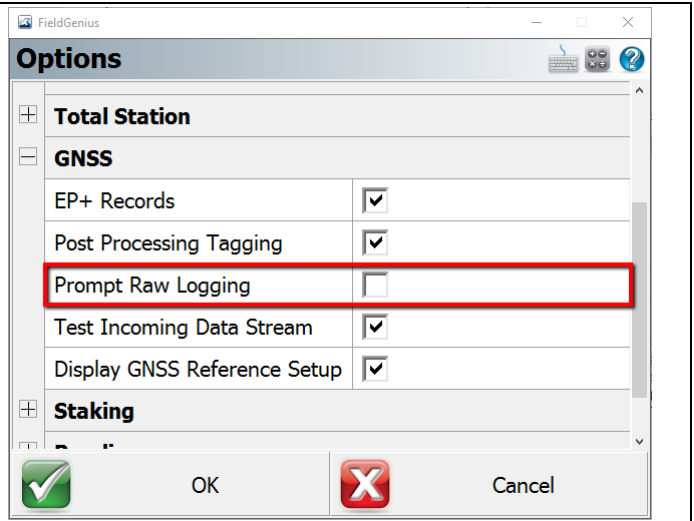 FieldGenius
Options
Total Station
GNSS
EP+ Records
Post Processing Tagging
Prompt Raw Logging
Test Incoming Data Stream
Display GNSS Reference Setup
Staking
OK
Cancel